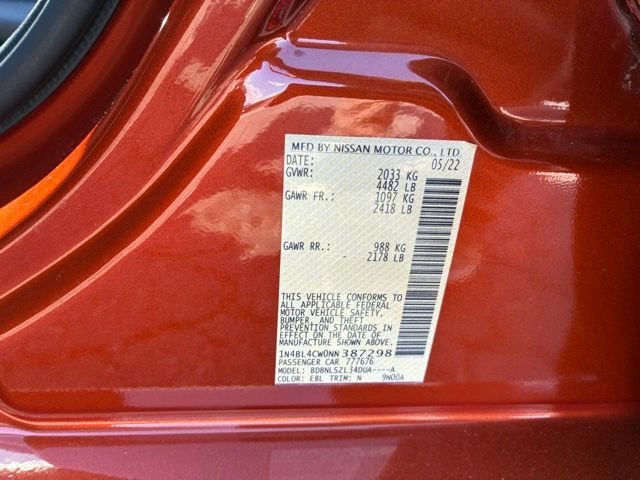 MFD BY NISSAN MOTOR CO., LTD.
DATE: 05/22
GVWR: 2033 KG
4482 LB
GAWR FR.: 1097 KG
2418 LB
GAWR RR.: 988 KG
2178 LB
THIS VEHICLE CONFORMS TO
ALL APPLICABLE FEDERAL
MOTOR VEHICLE SAFETY,
BUMPER, AND THEFT
PREVENTION STANDARDS IN
EFFECT ON THE DATE OF
MANUFACTURE SHOWN ABOVE.
1N4BL4CW0NN387298
PASSENGER CAR 777676
MODEL: BDBNLSZL34DUA----A
COLOR: EBL TRIM: N 9N00A